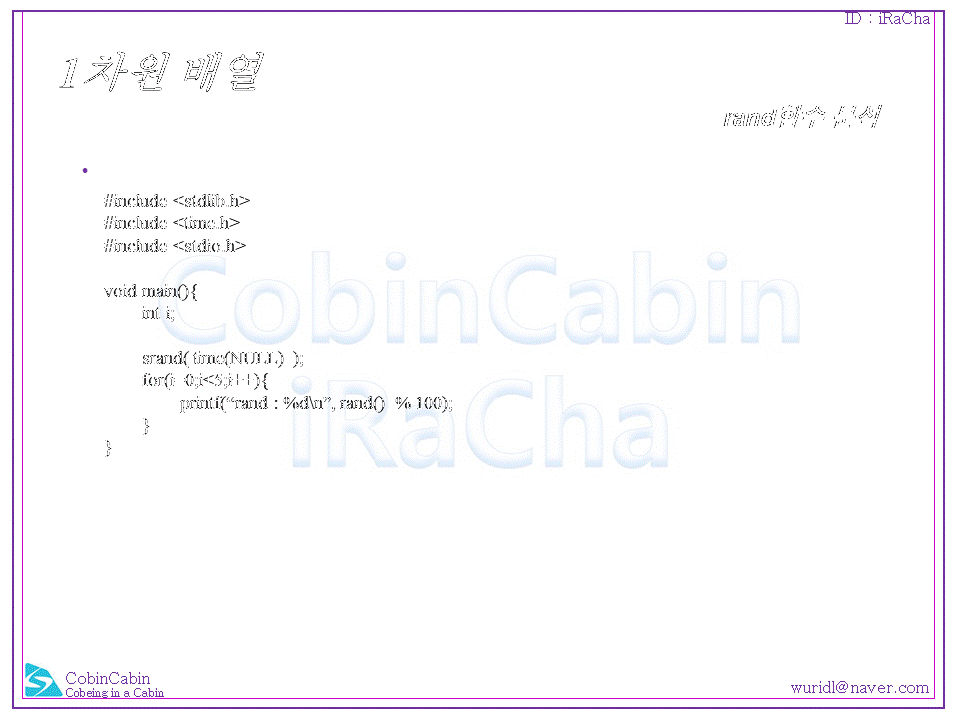 ID : iRaCha
1차원 배열
rand함수 분석
#include <stdlib.h>
#include <time.h>
#include <stdio.h>
void main(){
int i;
srand( time(NULL) );
for(i=0;i<5;i++){
printf(“rand : %d\n”, rand() % 100);
}
}
CobinCabin
iRaCha
CobinCabin
Cobeing in a Cabin
wuridl@naver.com